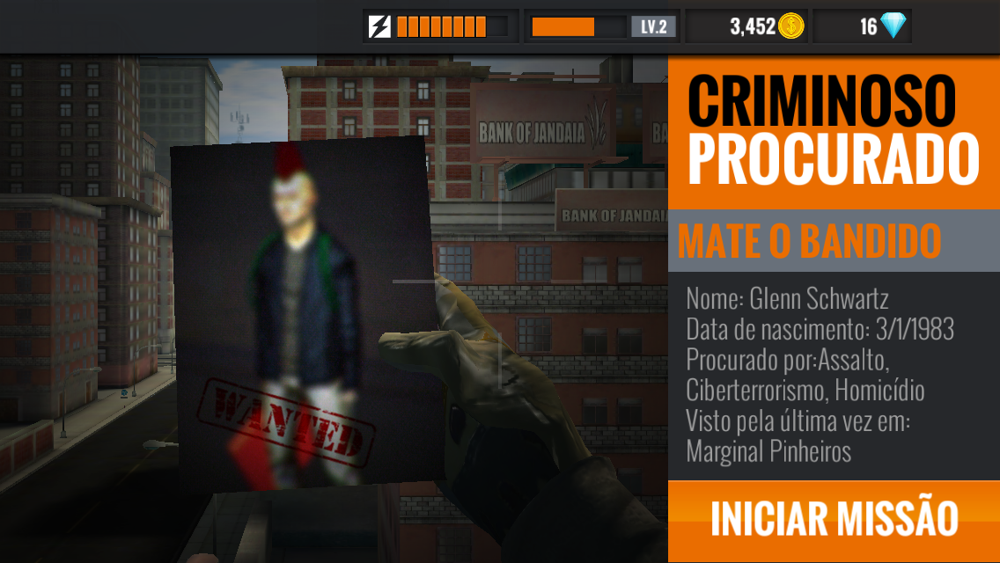 LV.2
3,452
16
BANK OF JANDAIA
BA
BANK OF JANDAIA
WANTED
CRIMINOSO
PROCURADO
MATE O BANDIDO
Nome: Glenn Schwartz
Data de nascimento: 3/1/1983
Procurado por:Assalto,
Ciberterrorismo, Homicídio
Visto pela última vez em:
Marginal Pinheiros
INICIAR MISSÃO